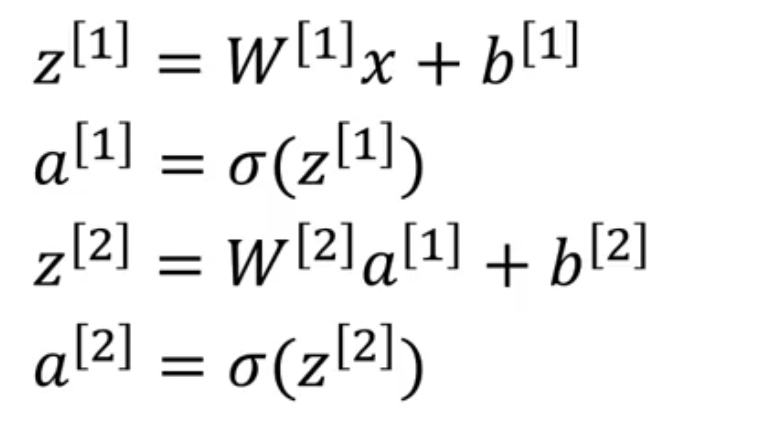 z^[1] = W^[1]x + b^[1]
a^[1] = σ(z^[1])
z^[2] = W^[2]a^[1] + b^[2]
a^[2] = σ(z^[2])